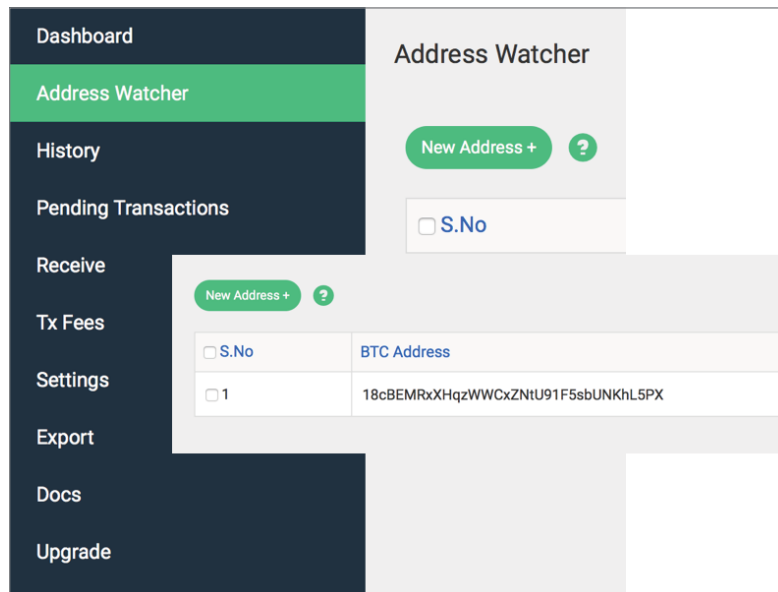 Dashboard
Address Watcher
History
Pending Transactions
Receive
Tx Fees
Settings
Export
Docs
Upgrade
Address Watcher
New Address +
?
S.No
New Address +
?
S.No BTC Address
1 18cBEMRxXHqzWWCxZNtU91F5sbUNKhL5PX